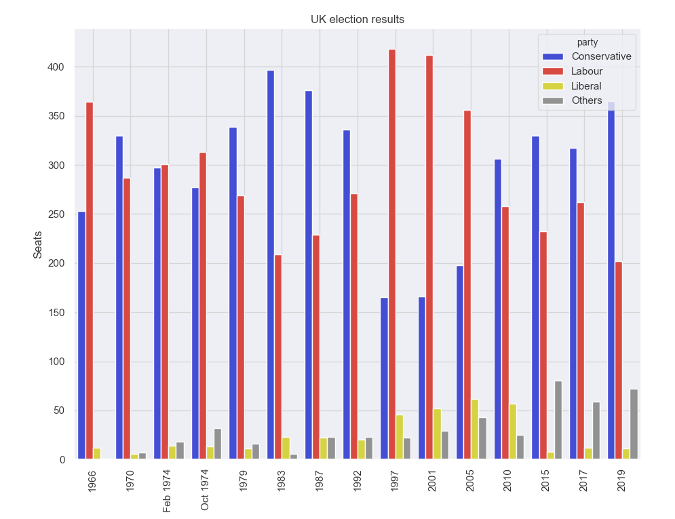 UK election results
party
Conservative
Labour
Liberal
Others
Seats
400
350
300
250
200
150
100
50
0
1966
1970
Feb 1974
Oct 1974
1979
1983
1987
1992
1997
2001
2005
2010
2015
2017
2019